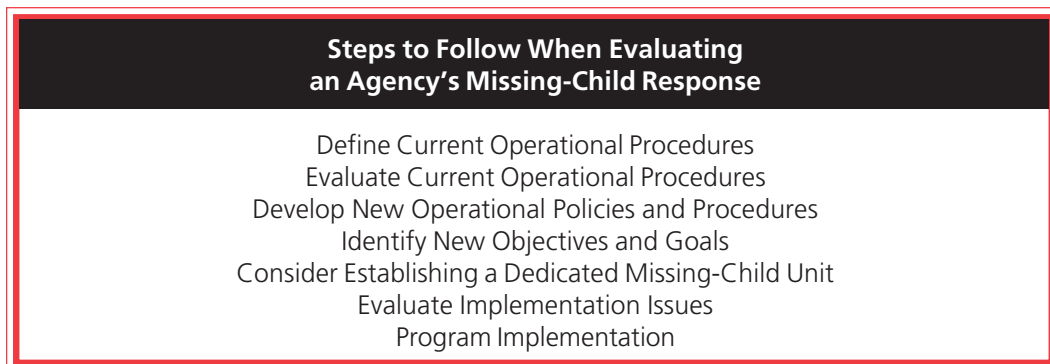 Steps to Follow When Evaluating
an Agency’s Missing-Child Response
Define Current Operational Procedures
Evaluate Current Operational Procedures
Develop New Operational Policies and Procedures
Identify New Objectives and Goals
Consider Establishing a Dedicated Missing-Child Unit
Evaluate Implementation Issues
Program Implementation